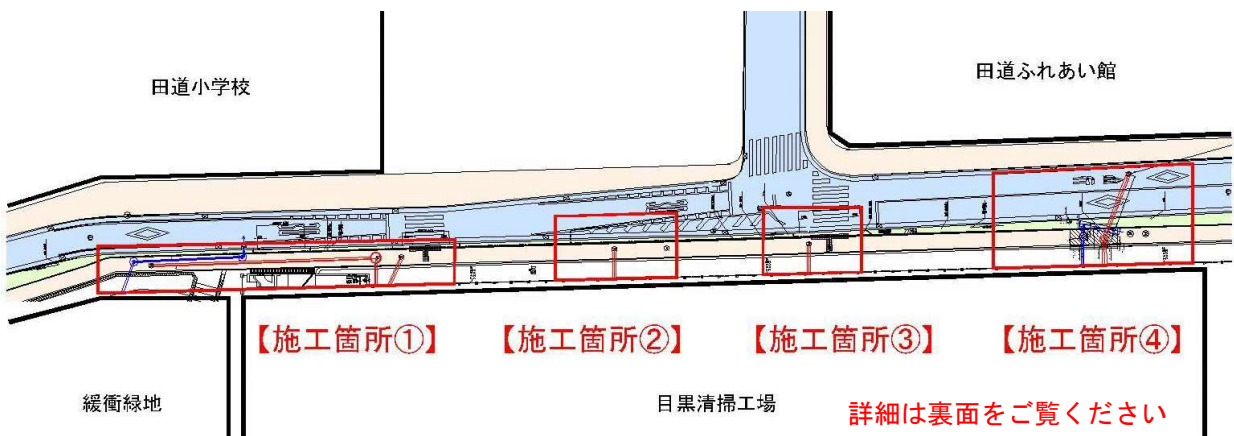 田道小学校
田道ふれあい館
【施工箇所①】
【施工箇所②】
【施工箇所③】
【施工箇所④】
緩衝緑地
目黒清掃工場
詳細は裏面をご覧ください